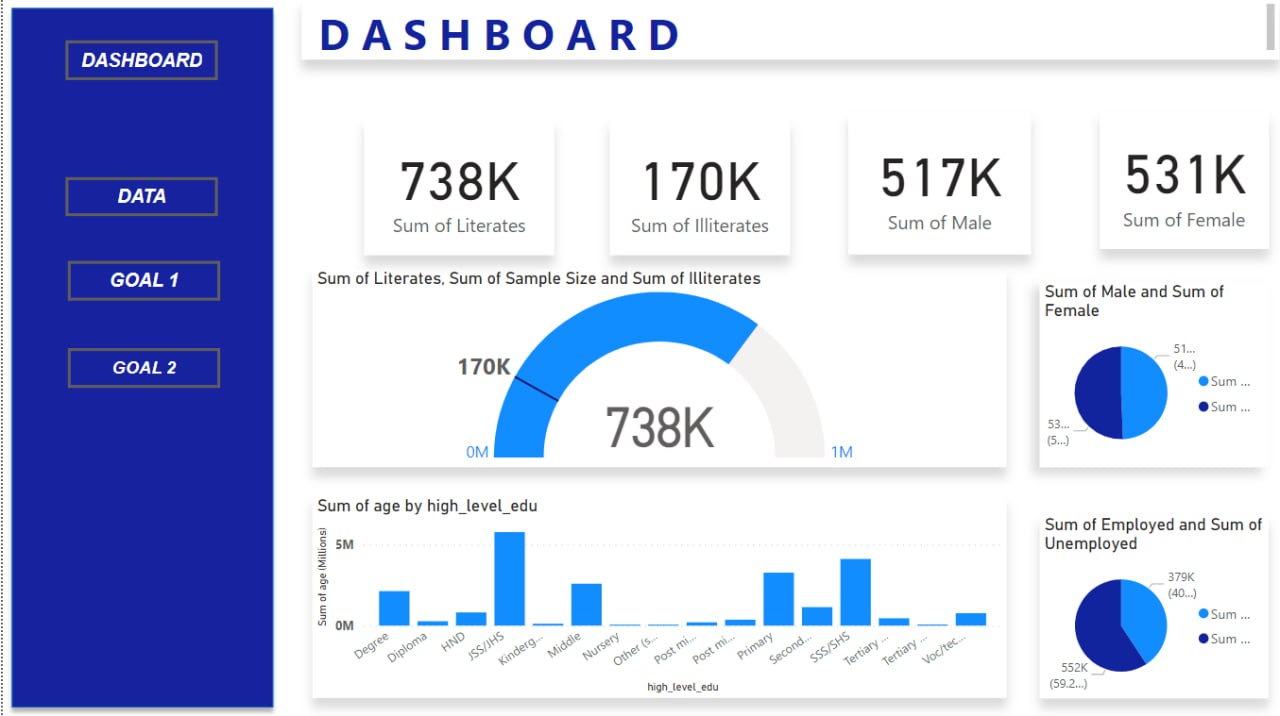 DASHBOARD
DATA
GOAL 1
GOAL 2
DASHBOARD
738K
Sum of Literates
170K
Sum of Illiterates
517K
Sum of Male
531K
Sum of Female
Sum of Literates, Sum of Sample Size and Sum of Illiterates
170K
738K
0M
1M
Sum of Male and Sum of
Female
51...
(4...)
53...
(5...)
Sum ...
Sum ...
Sum of age by high_level_edu
Sum of age (Millions)
5M
0M
Degree
Diploma
HND
JSS/JHS
Kinderg...
Middle
Nursery
Other (s...
Post mi...
Post mi...
Primary
Second...
SSS/SHS
Tertiary ...
Tertiary ...
Voc/tec...
high_level_edu
Sum of Employed and Sum of
Unemployed
379K
(40...)
552K
(59.2...)
Sum ...
Sum ...